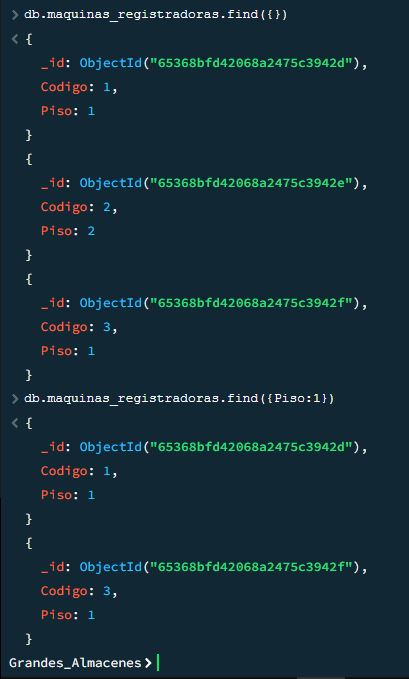 > db.maquinas_registradoras.find({})
< {
_id: ObjectId("65368bfd42068a2475c3942d"),
Codigo: 1,
Piso: 1
}
{
_id: ObjectId("65368bfd42068a2475c3942e"),
Codigo: 2,
Piso: 2
}
{
_id: ObjectId("65368bfd42068a2475c3942f"),
Codigo: 3,
Piso: 1
}
> db.maquinas_registradoras.find({Piso:1})
< {
_id: ObjectId("65368bfd42068a2475c3942d"),
Codigo: 1,
Piso: 1
}
{
_id: ObjectId("65368bfd42068a2475c3942f"),
Codigo: 3,
Piso: 1
}
Grandes_Almacenes>